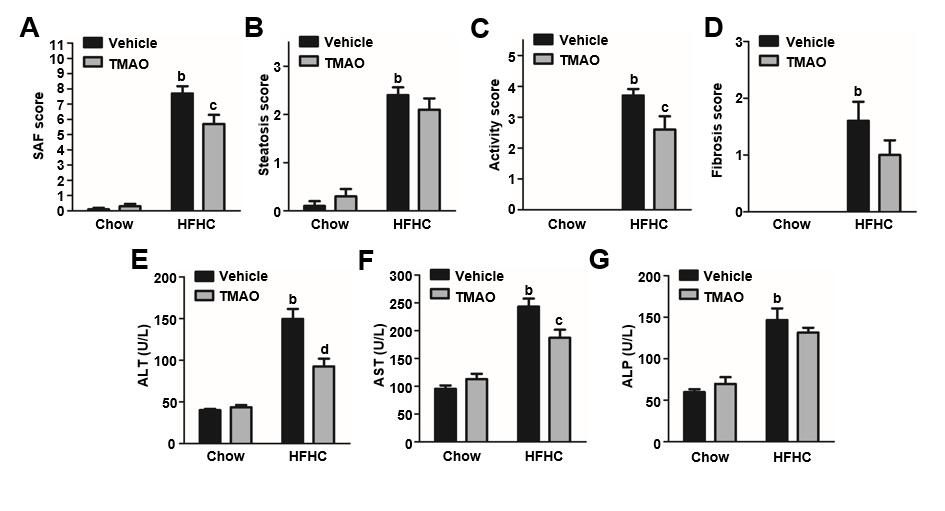 A
SAF score
11
10
9
8
7
6
5
4
3
2
1
0
Vehicle
TMAO
b
c
Chow
HFHC
B
Steatosis score
3
2
1
0
Vehicle
TMAO
b
Chow
HFHC
C
Activity score
5
4
3
2
1
0
Vehicle
TMAO
b
c
Chow
HFHC
D
Fibrosis score
3
2
1
0
Vehicle
TMAO
b
Chow
HFHC
E
ALT (U/L)
200
150
100
50
0
Vehicle
TMAO
b
d
Chow
HFHC
F
AST (U/L)
300
250
200
150
100
50
0
Vehicle
TMAO
b
c
Chow
HFHC
G
ALP (U/L)
200
150
100
50
0
Vehicle
TMAO
b
Chow
HFHC